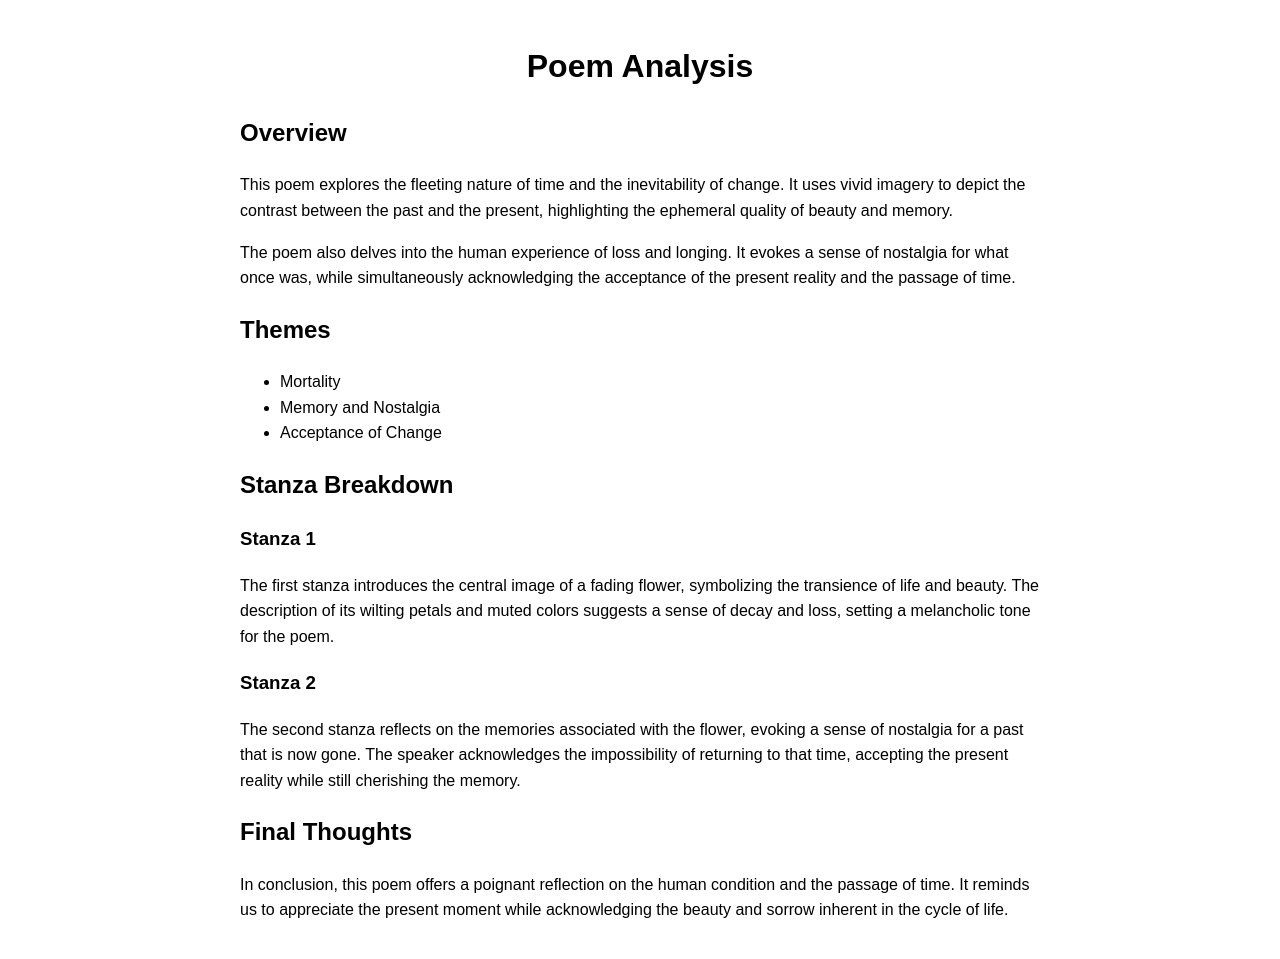 Poem Analysis
Overview
This poem explores the fleeting nature of time and the inevitability of change. It uses vivid imagery to depict the
contrast between the past and the present, highlighting the ephemeral quality of beauty and memory.
The poem also delves into the human experience of loss and longing. It evokes a sense of nostalgia for what
once was, while simultaneously acknowledging the acceptance of the present reality and the passage of time.
Themes
• Mortality
• Memory and Nostalgia
• Acceptance of Change
Stanza Breakdown
Stanza 1
The first stanza introduces the central image of a fading flower, symbolizing the transience of life and beauty. The
description of its wilting petals and muted colors suggests a sense of decay and loss, setting a melancholic tone
for the poem.
Stanza 2
The second stanza reflects on the memories associated with the flower, evoking a sense of nostalgia for a past
that is now gone. The speaker acknowledges the impossibility of returning to that time, accepting the present
reality while still cherishing the memory.
Final Thoughts
In conclusion, this poem offers a poignant reflection on the human condition and the passage of time. It reminds
us to appreciate the present moment while acknowledging the beauty and sorrow inherent in the cycle of life.